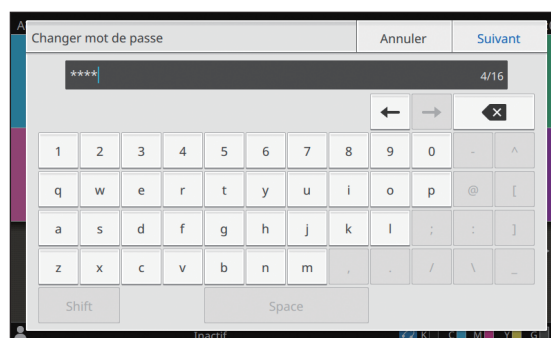 Changer mot de passe Annuler Suivant
**** 4/16
← →
1 2 3 4 5 6 7 8 9 0 - ^
q w e r t y u i o p @ [
a s d f g h j k l ; : ]
z x c v b n m , . / \ _
Shift Space
Inactif K C M Y G